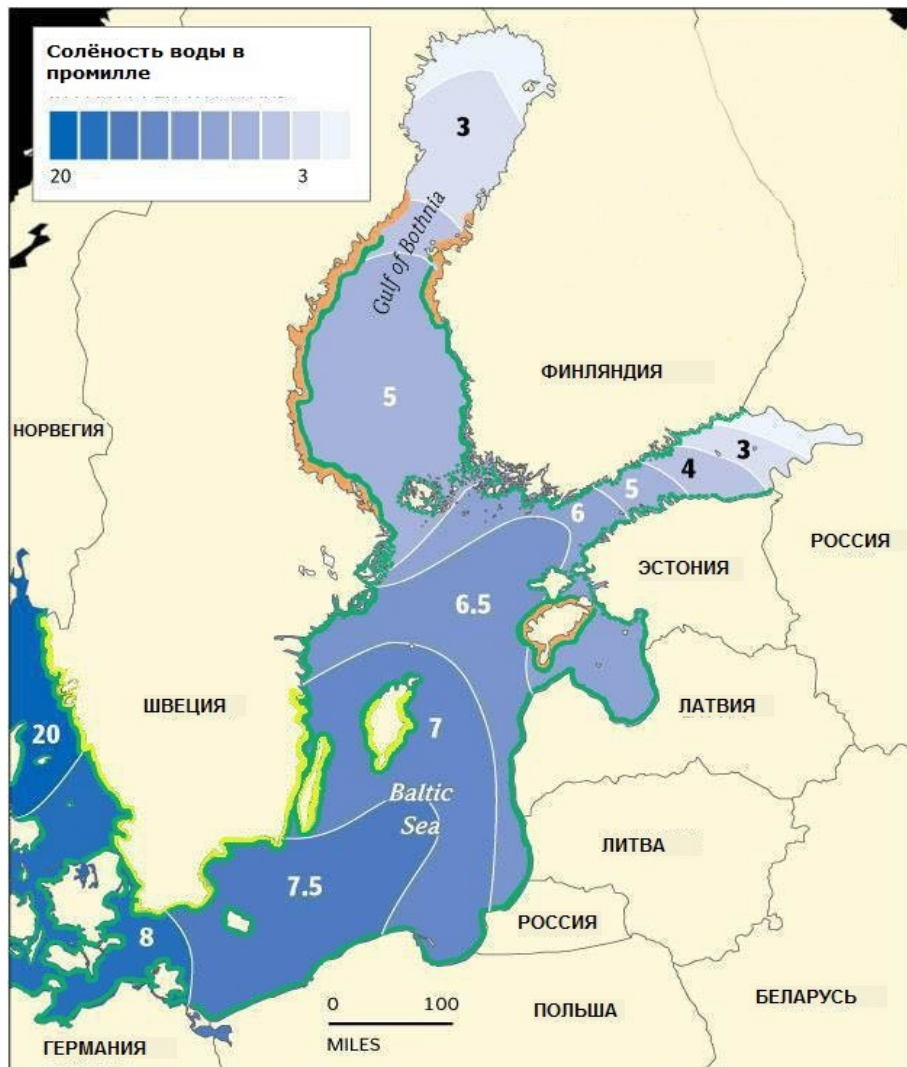 Солёность воды в
промилле
20 3
3
Gulf of Bothnia
5
ФИНЛЯНДИЯ
НОРВЕГИЯ
3
4
5
6
РОССИЯ
ЭСТОНИЯ
6.5
ШВЕЦИЯ
ЛАТВИЯ
20
7
Baltic
Sea
ЛИТВА
7.5
РОССИЯ
8
БЕЛАРУСЬ
0 100
ПОЛЬША
MILES
ГЕРМАНИЯ